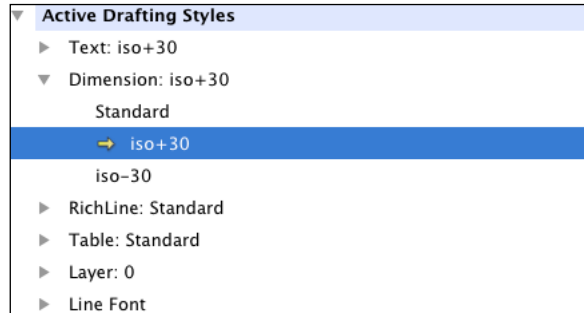 Active Drafting Styles
Text: iso+30
Dimension: iso+30
Standard
iso+30
iso-30
RichLine: Standard
Table: Standard
Layer: 0
Line Font